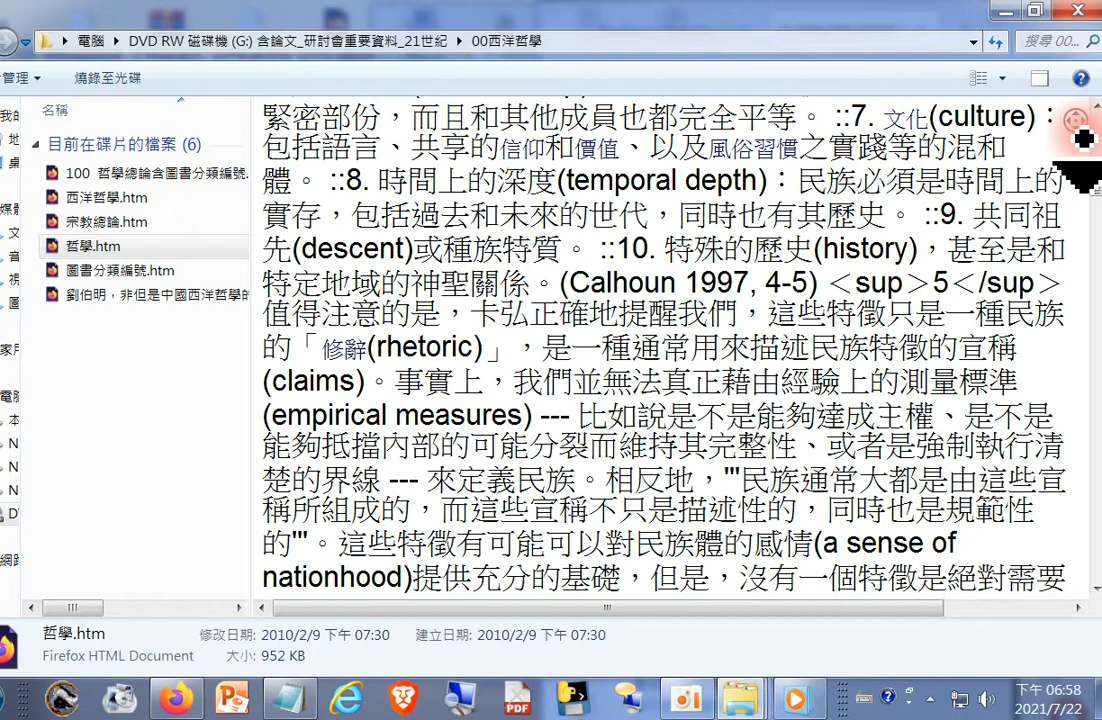 電腦 ▸ DVD RW 磁碟機 (G:) 含論文_研討會重要資料_21世紀 ▸ 00西洋哲學
搜尋 00...
管理 ▾ 燒錄至光碟
名稱
目前在碟片的檔案 (6)
100 哲學總論含圖書分類編號.
西洋哲學.htm
宗教總論.htm
哲學.htm
圖書分類編號.htm
劉伯明，非但是中國西洋哲學的
緊密部份，而且和其他成員也都完全平等。 ::7. 文化(culture)：
包括語言、共享的信仰和價值、以及風俗習慣之實踐等的混和
體。 ::8. 時間上的深度(temporal depth)：民族必須是時間上的
實存，包括過去和未來的世代，同時也有其歷史。 ::9. 共同祖
先(descent)或種族特質。 ::10. 特殊的歷史(history)，甚至是和
特定地域的神聖關係。(Calhoun 1997, 4-5) ＜sup＞5＜/sup＞
值得注意的是，卡弘正確地提醒我們，這些特徵只是一種民族
的「修辭(rhetoric)」，是一種通常用來描述民族特徵的宣稱
(claims)。事實上，我們並無法真正藉由經驗上的測量標準
(empirical measures) --- 比如說是不是能夠達成主權、是不是
能夠抵擋內部的可能分裂而維持其完整性、或者是強制執行清
楚的界線 --- 來定義民族。相反地，'''民族通常大都是由這些宣
稱所組成的，而這些宣稱不只是描述性的，同時也是規範性
的'''。這些特徵有可能可以對民族體的感情(a sense of
nationhood)提供充分的基礎，但是，沒有一個特徵是絕對需要
哲學.htm 修改日期: 2010/2/9 下午 07:30 建立日期: 2010/2/9 下午 07:30
Firefox HTML Document 大小: 952 KB
下午 06:58
2021/7/22